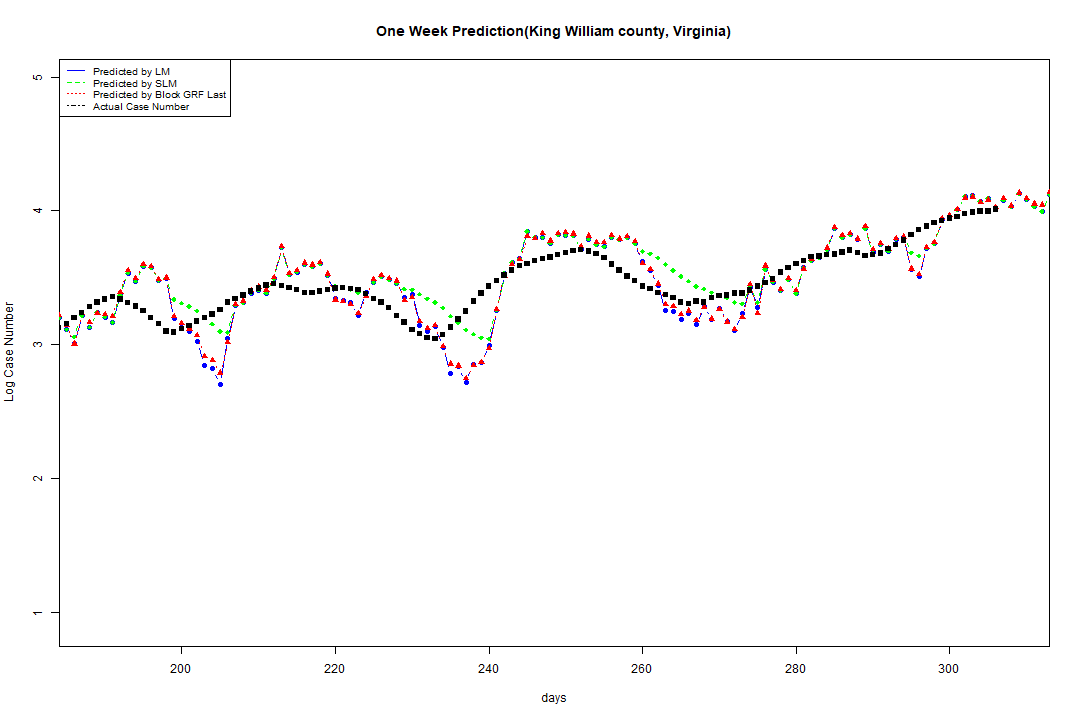 One Week Prediction(King William county, Virginia)
Predicted by LM
Predicted by SLM
Predicted by Block GRF Last
Actual Case Number
5
4
3
2
1
Log Case Number
200 220 240 260 280 300
days